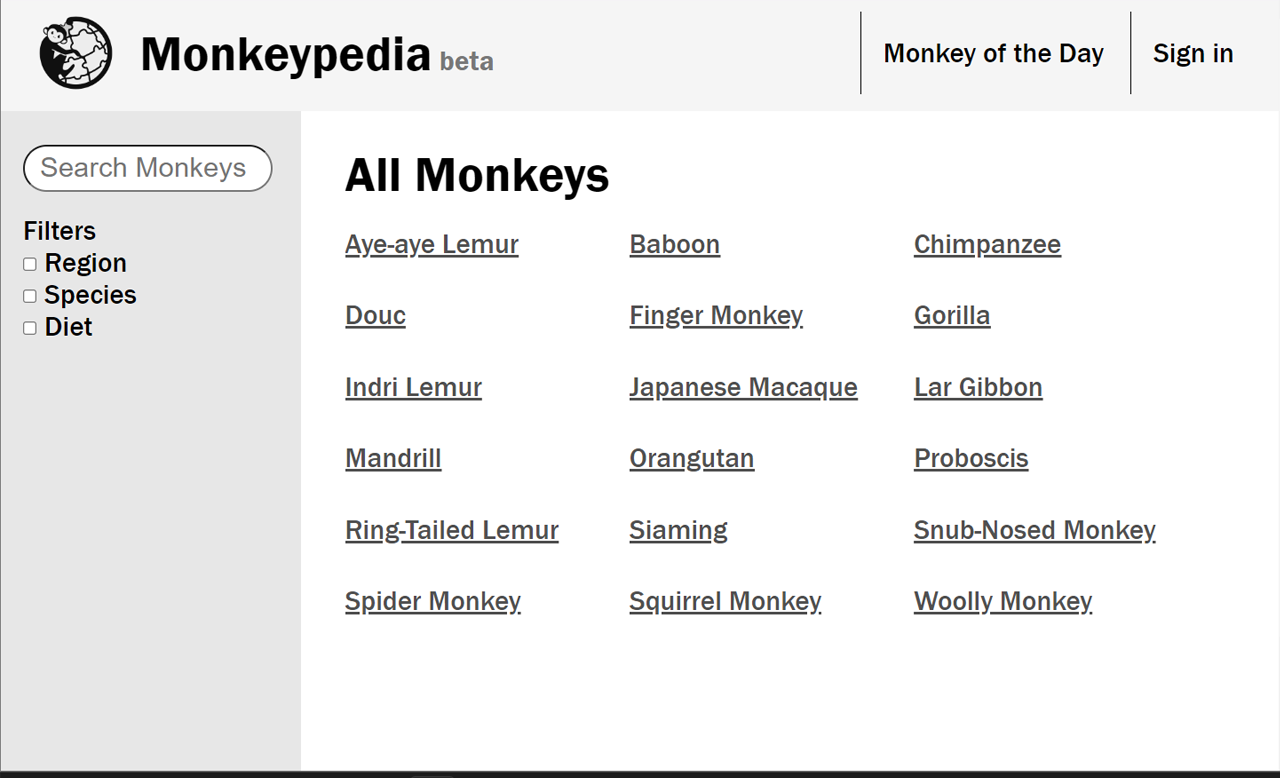 Monkeypedia beta
Monkey of the Day
Sign in
Search Monkeys
Filters
Region
Species
Diet
All Monkeys
Aye-aye Lemur Baboon Chimpanzee
Douc Finger Monkey Gorilla
Indri Lemur Japanese Macaque Lar Gibbon
Mandrill Orangutan Proboscis
Ring-Tailed Lemur Siaming Snub-Nosed Monkey
Spider Monkey Squirrel Monkey Woolly Monkey